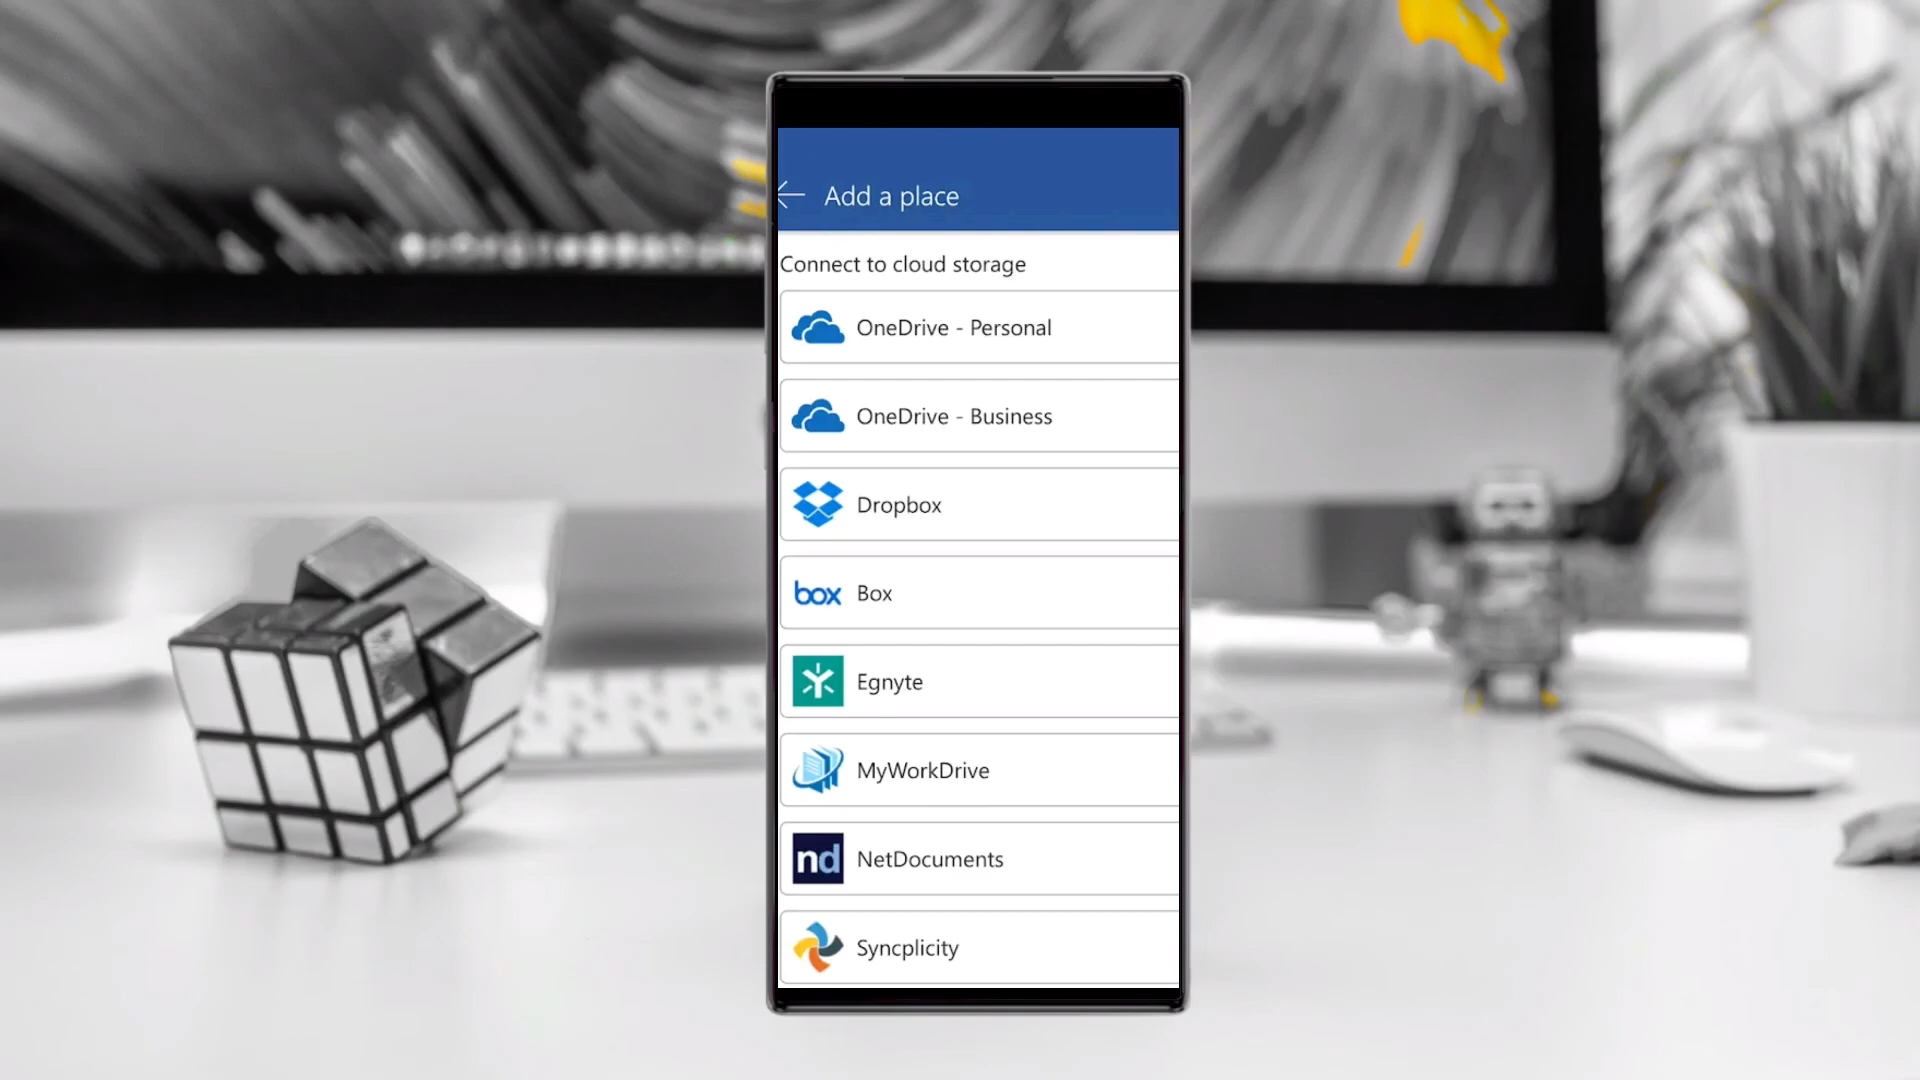 Add a place
Connect to cloud storage
OneDrive - Personal
OneDrive - Business
Dropbox
box Box
Egnyte
MyWorkDrive
nd NetDocuments
Syncplicity